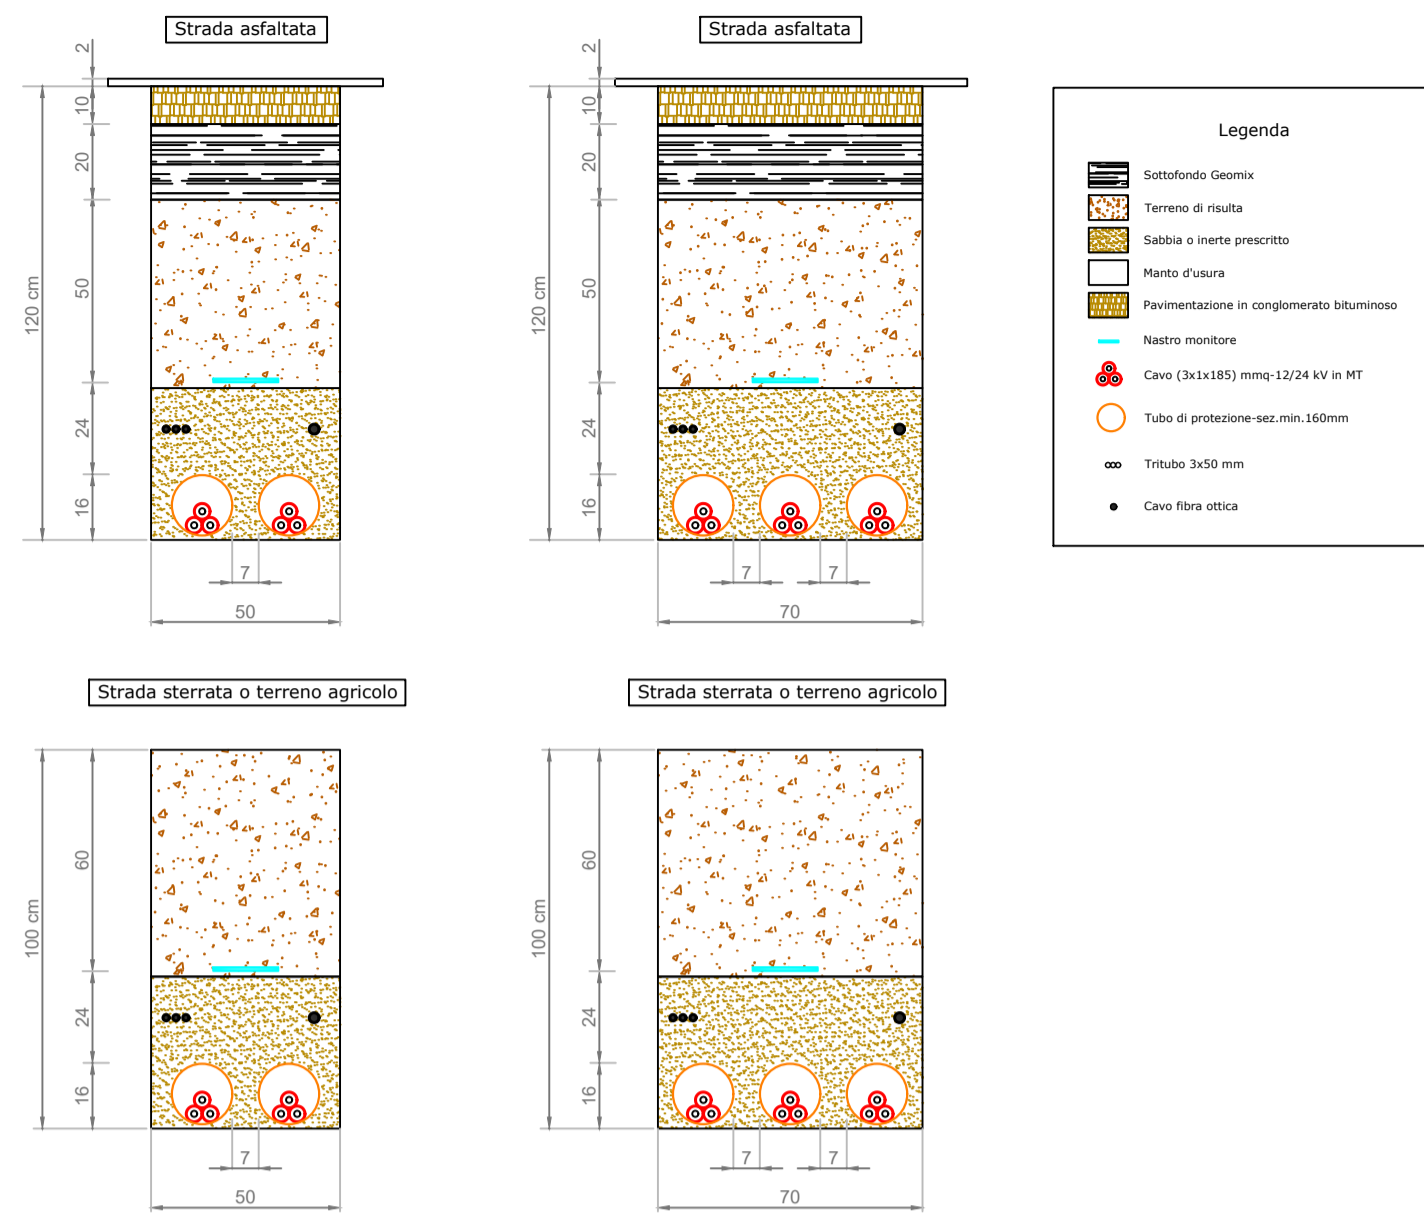 Strada asfaltata
2
10
20
50
24
16
120 cm
7
50
Strada asfaltata
2
10
20
50
24
16
120 cm
7
7
70
Legenda
Sottofondo Geomix
Terreno di risulta
Sabbia o inerte prescritto
Manto d'usura
Pavimentazione in conglomerato bituminoso
Nastro monitore
Cavo (3x1x185) mmq-12/24 kV in MT
Tubo di protezione-sez.min.160mm
Tritubo 3x50 mm
Cavo fibra ottica
Strada sterrata o terreno agricolo
60
24
16
100 cm
7
50
Strada sterrata o terreno agricolo
60
24
16
100 cm
7
7
70